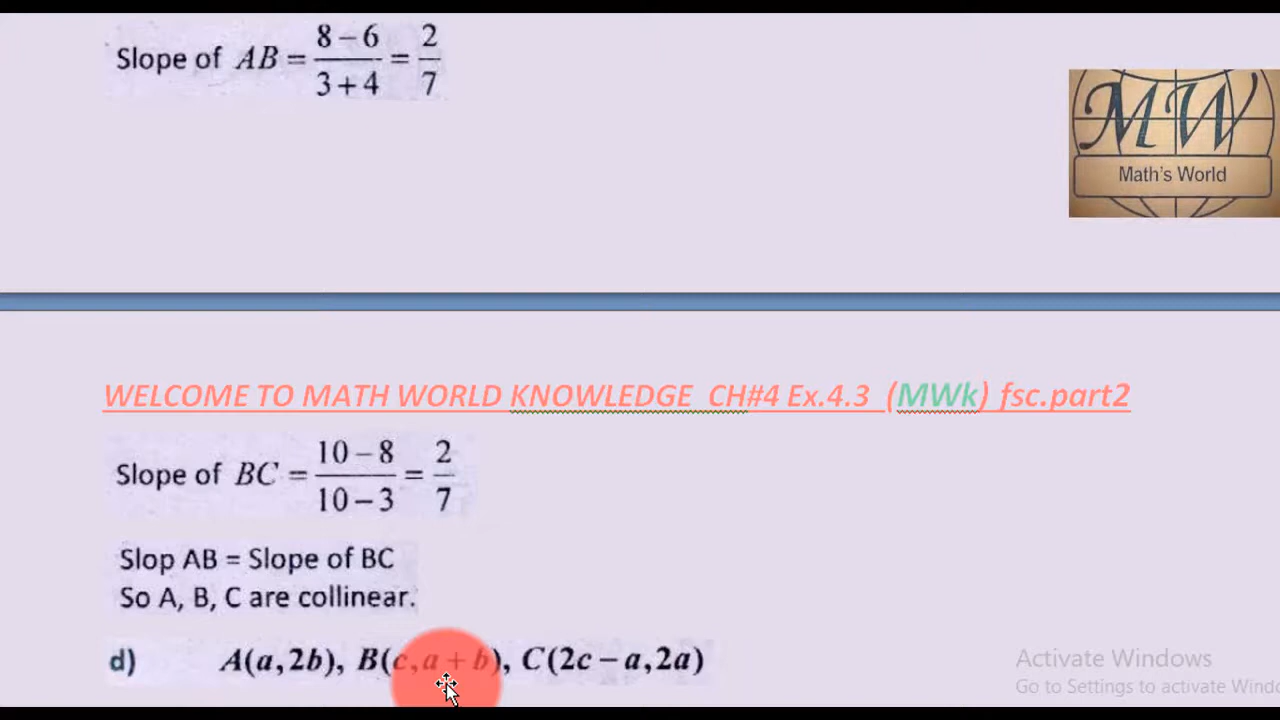 Slope of AB = (8 − 6)/(3 + 4) = 2/7
MW
Math's World
WELCOME TO MATH WORLD KNOWLEDGE CH#4 Ex.4.3 (MWk) fsc.part2
Slope of BC = (10 − 8)/(10 − 3) = 2/7
Slop AB = Slope of BC
So A, B, C are collinear.
d) A(a,2b), B(c,a+b), C(2c−a,2a)
Activate Windows
Go to Settings to activate Windo